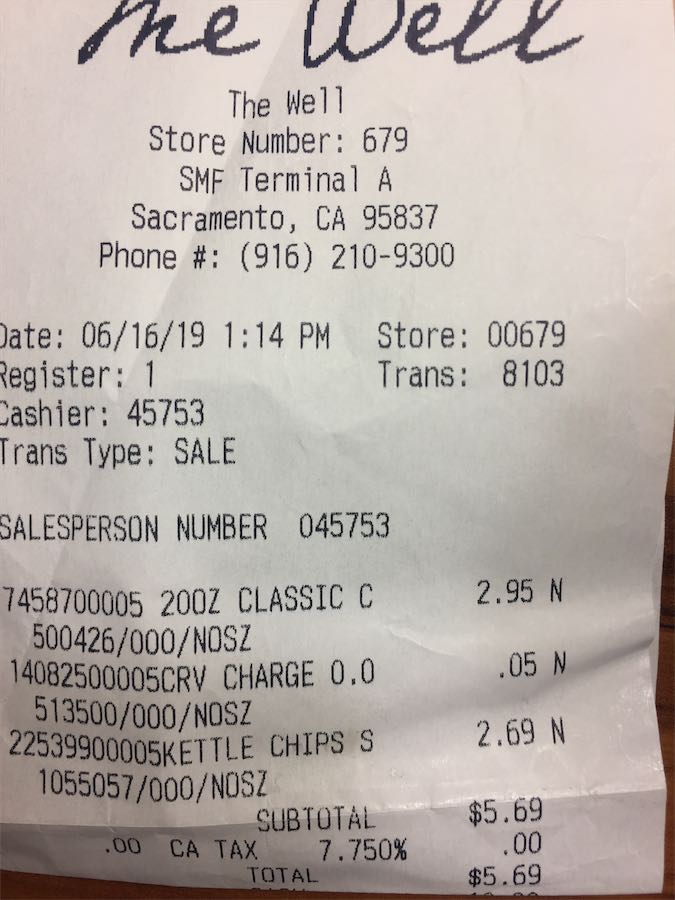 The Well
The Well
Store Number: 679
SMF Terminal A
Sacramento, CA 95837
Phone #: (916) 210-9300
Date: 06/16/19 1:14 PM Store: 00679
Register: 1 Trans: 8103
Cashier: 45753
Trans Type: SALE
SALESPERSON NUMBER 045753
7458700005 20OZ CLASSIC C 2.95 N
500426/000/NOSZ
14082500005CRV CHARGE 0.0 .05 N
513500/000/NOSZ
22539900005KETTLE CHIPS S 2.69 N
1055057/000/NOSZ
SUBTOTAL $5.69
.00 CA TAX 7.750% .00
TOTAL $5.69